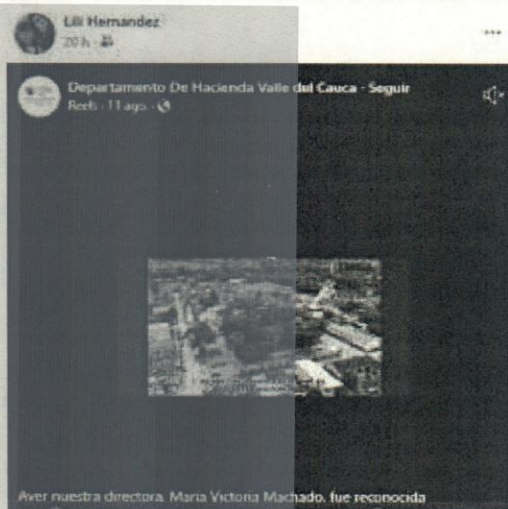 Lili Hernandez
20 h ·
•••
Departamento De Hacienda Valle del Cauca · Seguir
Reels · 11 ago. ·
Aver nuestra directora, Maria Victoria Machado, fue reconocida